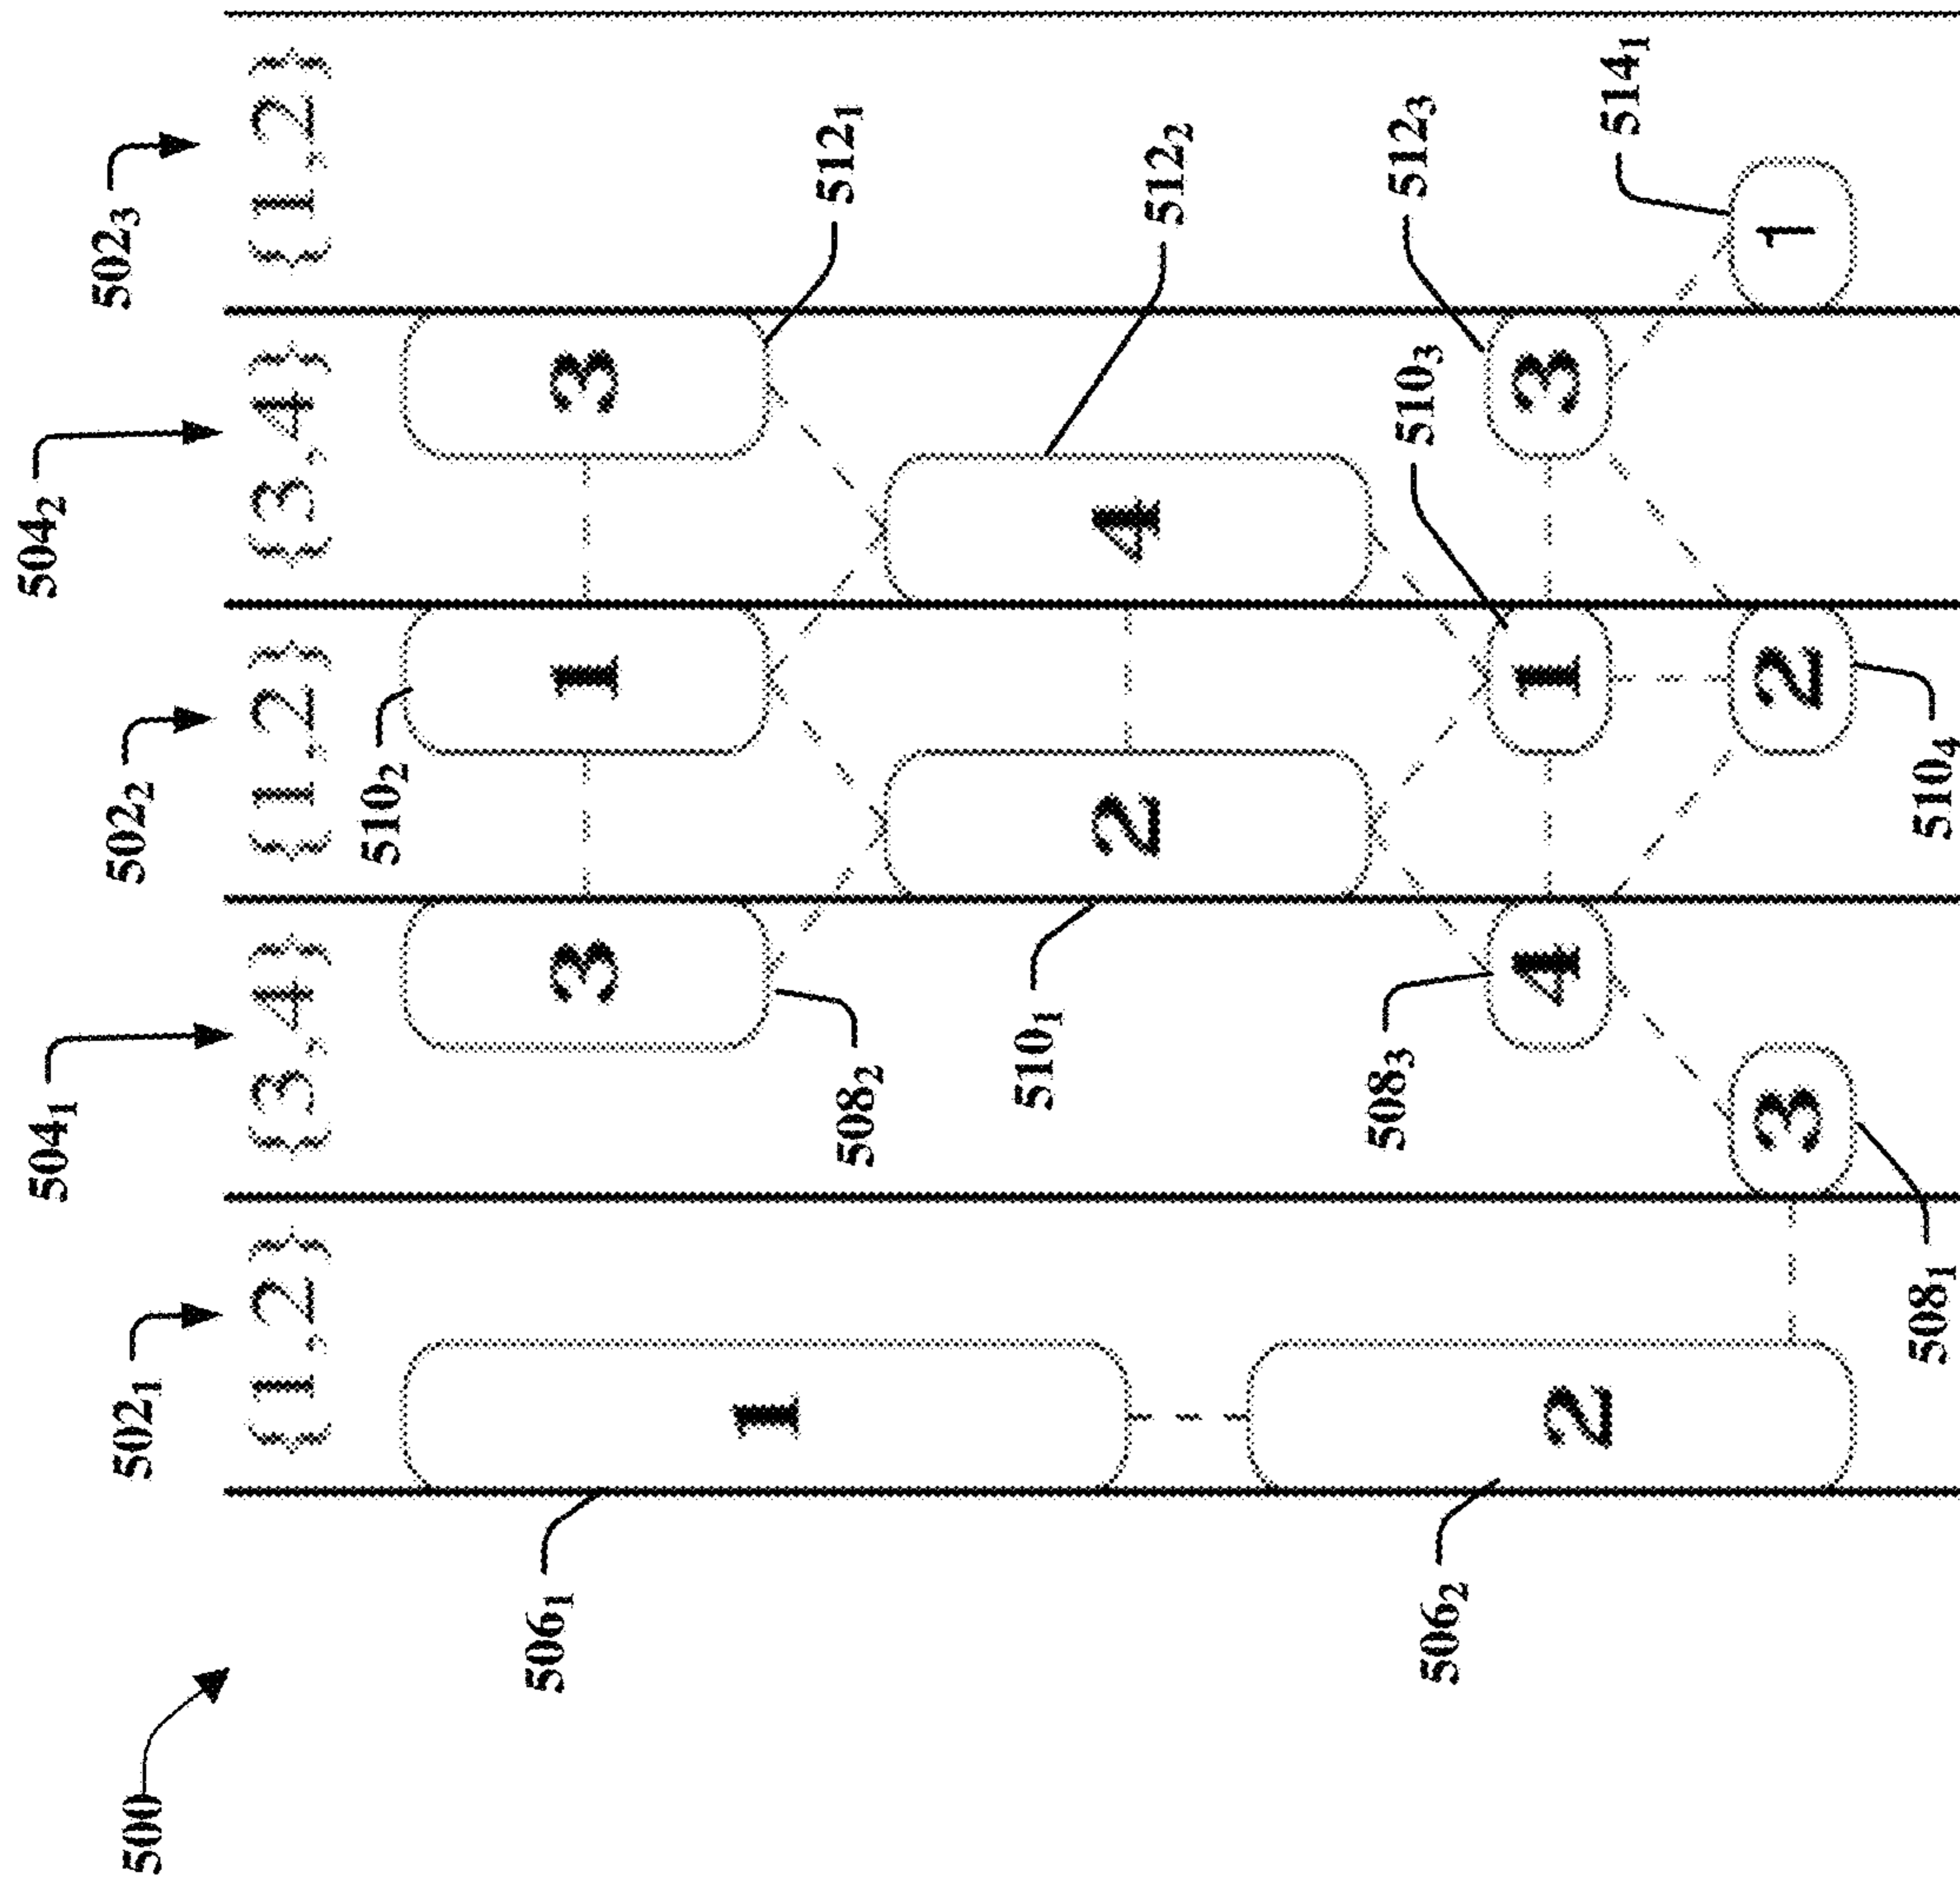 504₁ 504₂
500 502₁ 502₂ 502₃
{1,2} {3,4} {1,2} {3,4} {1,2}
510₂
506₁
3 1 3
1
508₂ 512₁
510₁
2 4 512₂
508₃ 510₃ 512₃
506₂
4 1 3
2
514₁
3 2 1
508₁ 510₄